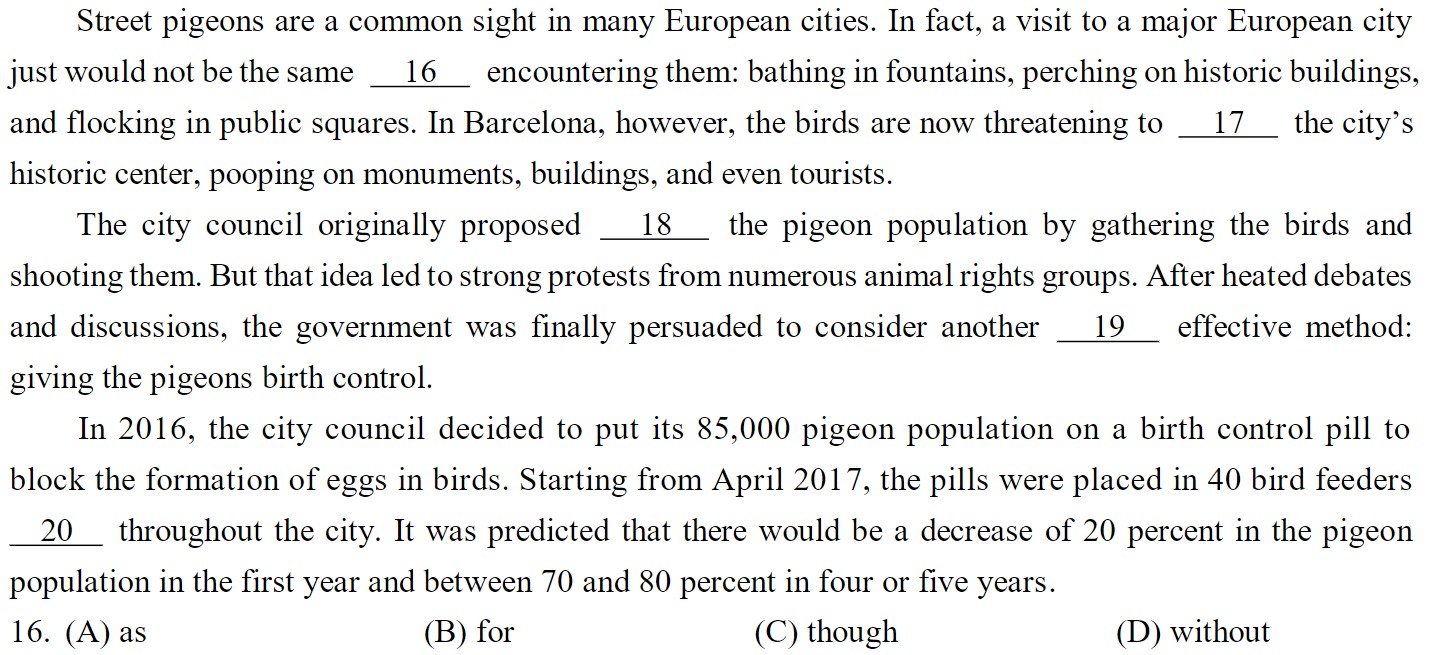 Street pigeons are a common sight in many European cities. In fact, a visit to a major European city
just would not be the same 16 encountering them: bathing in fountains, perching on historic buildings,
and flocking in public squares. In Barcelona, however, the birds are now threatening to 17 the city's
historic center, pooping on monuments, buildings, and even tourists.
The city council originally proposed 18 the pigeon population by gathering the birds and
shooting them. But that idea led to strong protests from numerous animal rights groups. After heated debates
and discussions, the government was finally persuaded to consider another 19 effective method:
giving the pigeons birth control.
In 2016, the city council decided to put its 85,000 pigeon population on a birth control pill to
block the formation of eggs in birds. Starting from April 2017, the pills were placed in 40 bird feeders
20 throughout the city. It was predicted that there would be a decrease of 20 percent in the pigeon
population in the first year and between 70 and 80 percent in four or five years.
16. (A) as (B) for (C) though (D) without